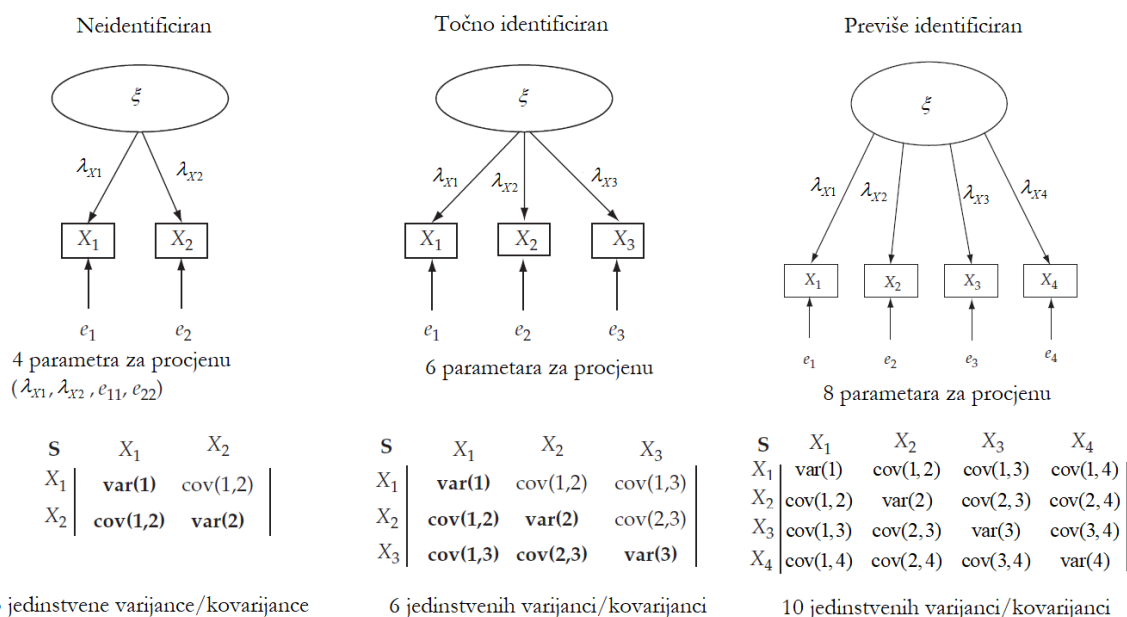 Neidentificiran
ξ
λX1
λX2
X1
X2
e1
e2
4 parametra za procjenu
(λX1, λX2, e11, e22)
S X1 X2
X1 var(1) cov(1,2)
X2 cov(1,2) var(2)
jedinstvene varijance/kovarijance
Točno identificiran
ξ
λX1
λX2
λX3
X1
X2
X3
e1
e2
e3
6 parametara za procjenu
S X1 X2 X3
X1 var(1) cov(1,2) cov(1,3)
X2 cov(1,2) var(2) cov(2,3)
X3 cov(1,3) cov(2,3) var(3)
6 jedinstvenih varijanci/kovarijanci
Previše identificiran
ξ
λX1
λX2
λX3
λX4
X1
X2
X3
X4
e1
e2
e3
e4
8 parametara za procjenu
S X1 X2 X3 X4
X1 var(1) cov(1,2) cov(1,3) cov(1,4)
X2 cov(1,2) var(2) cov(2,3) cov(2,4)
X3 cov(1,3) cov(2,3) var(3) cov(3,4)
X4 cov(1,4) cov(2,4) cov(3,4) var(4)
10 jedinstvenih varijanci/kovarijanci